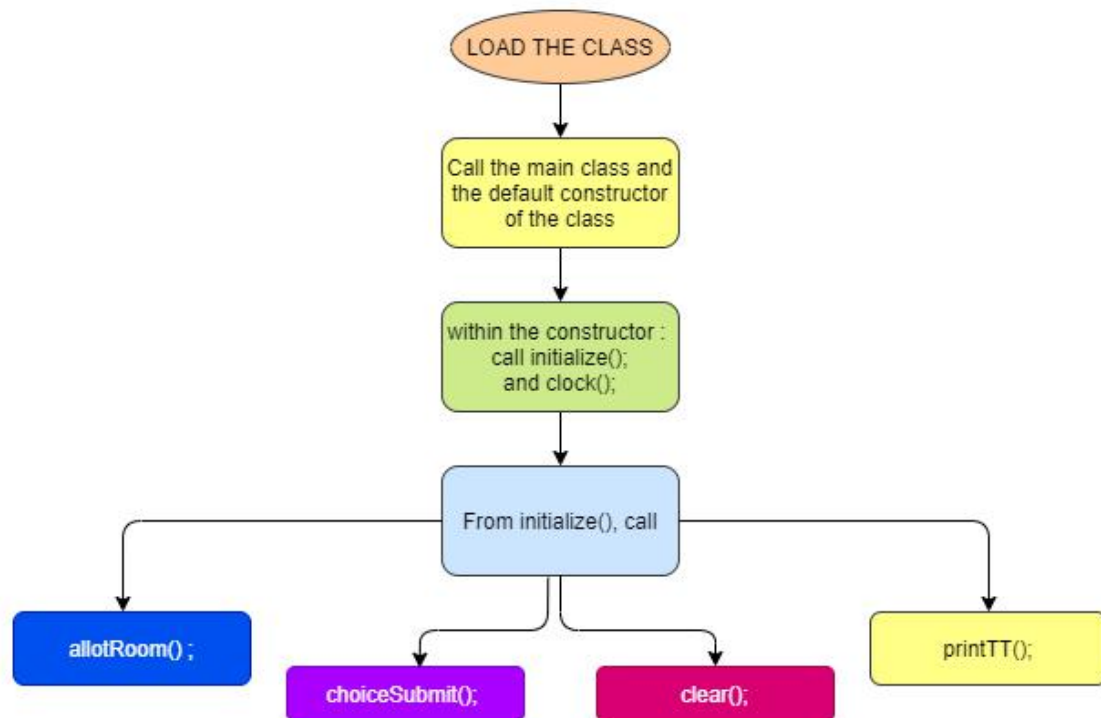 LOAD THE CLASS
Call the main class and
the default constructor
of the class
within the constructor :
call initialize();
and clock();
From initialize(), call
allotRoom() ;
choiceSubmit();
clear();
printTT();